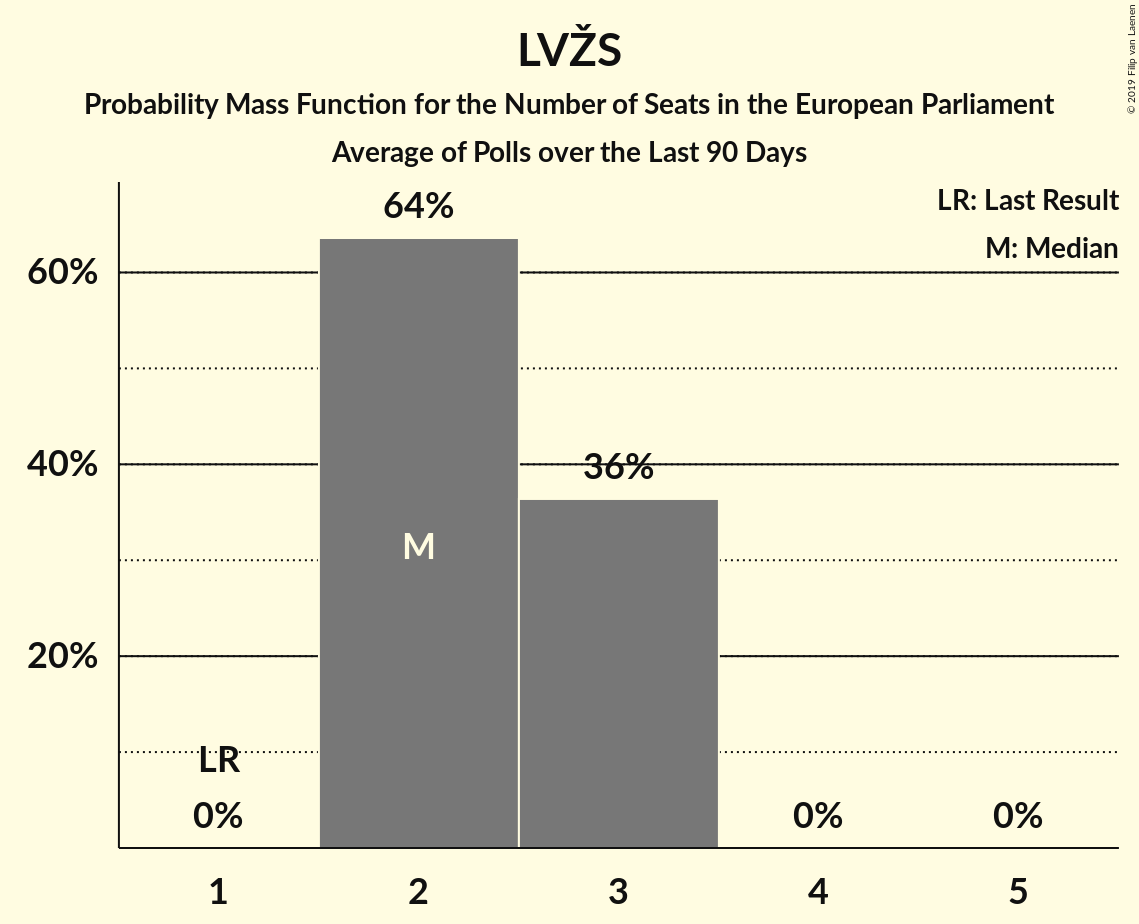 LVŽS
Probability Mass Function for the Number of Seats in the European Parliament
Average of Polls over the Last 90 Days
© 2019 Filip van Laenen
LR: Last Result
M: Median
64%
60%
40%
36%
M
20%
LR
0%
0%
0%
1
2
3
4
5